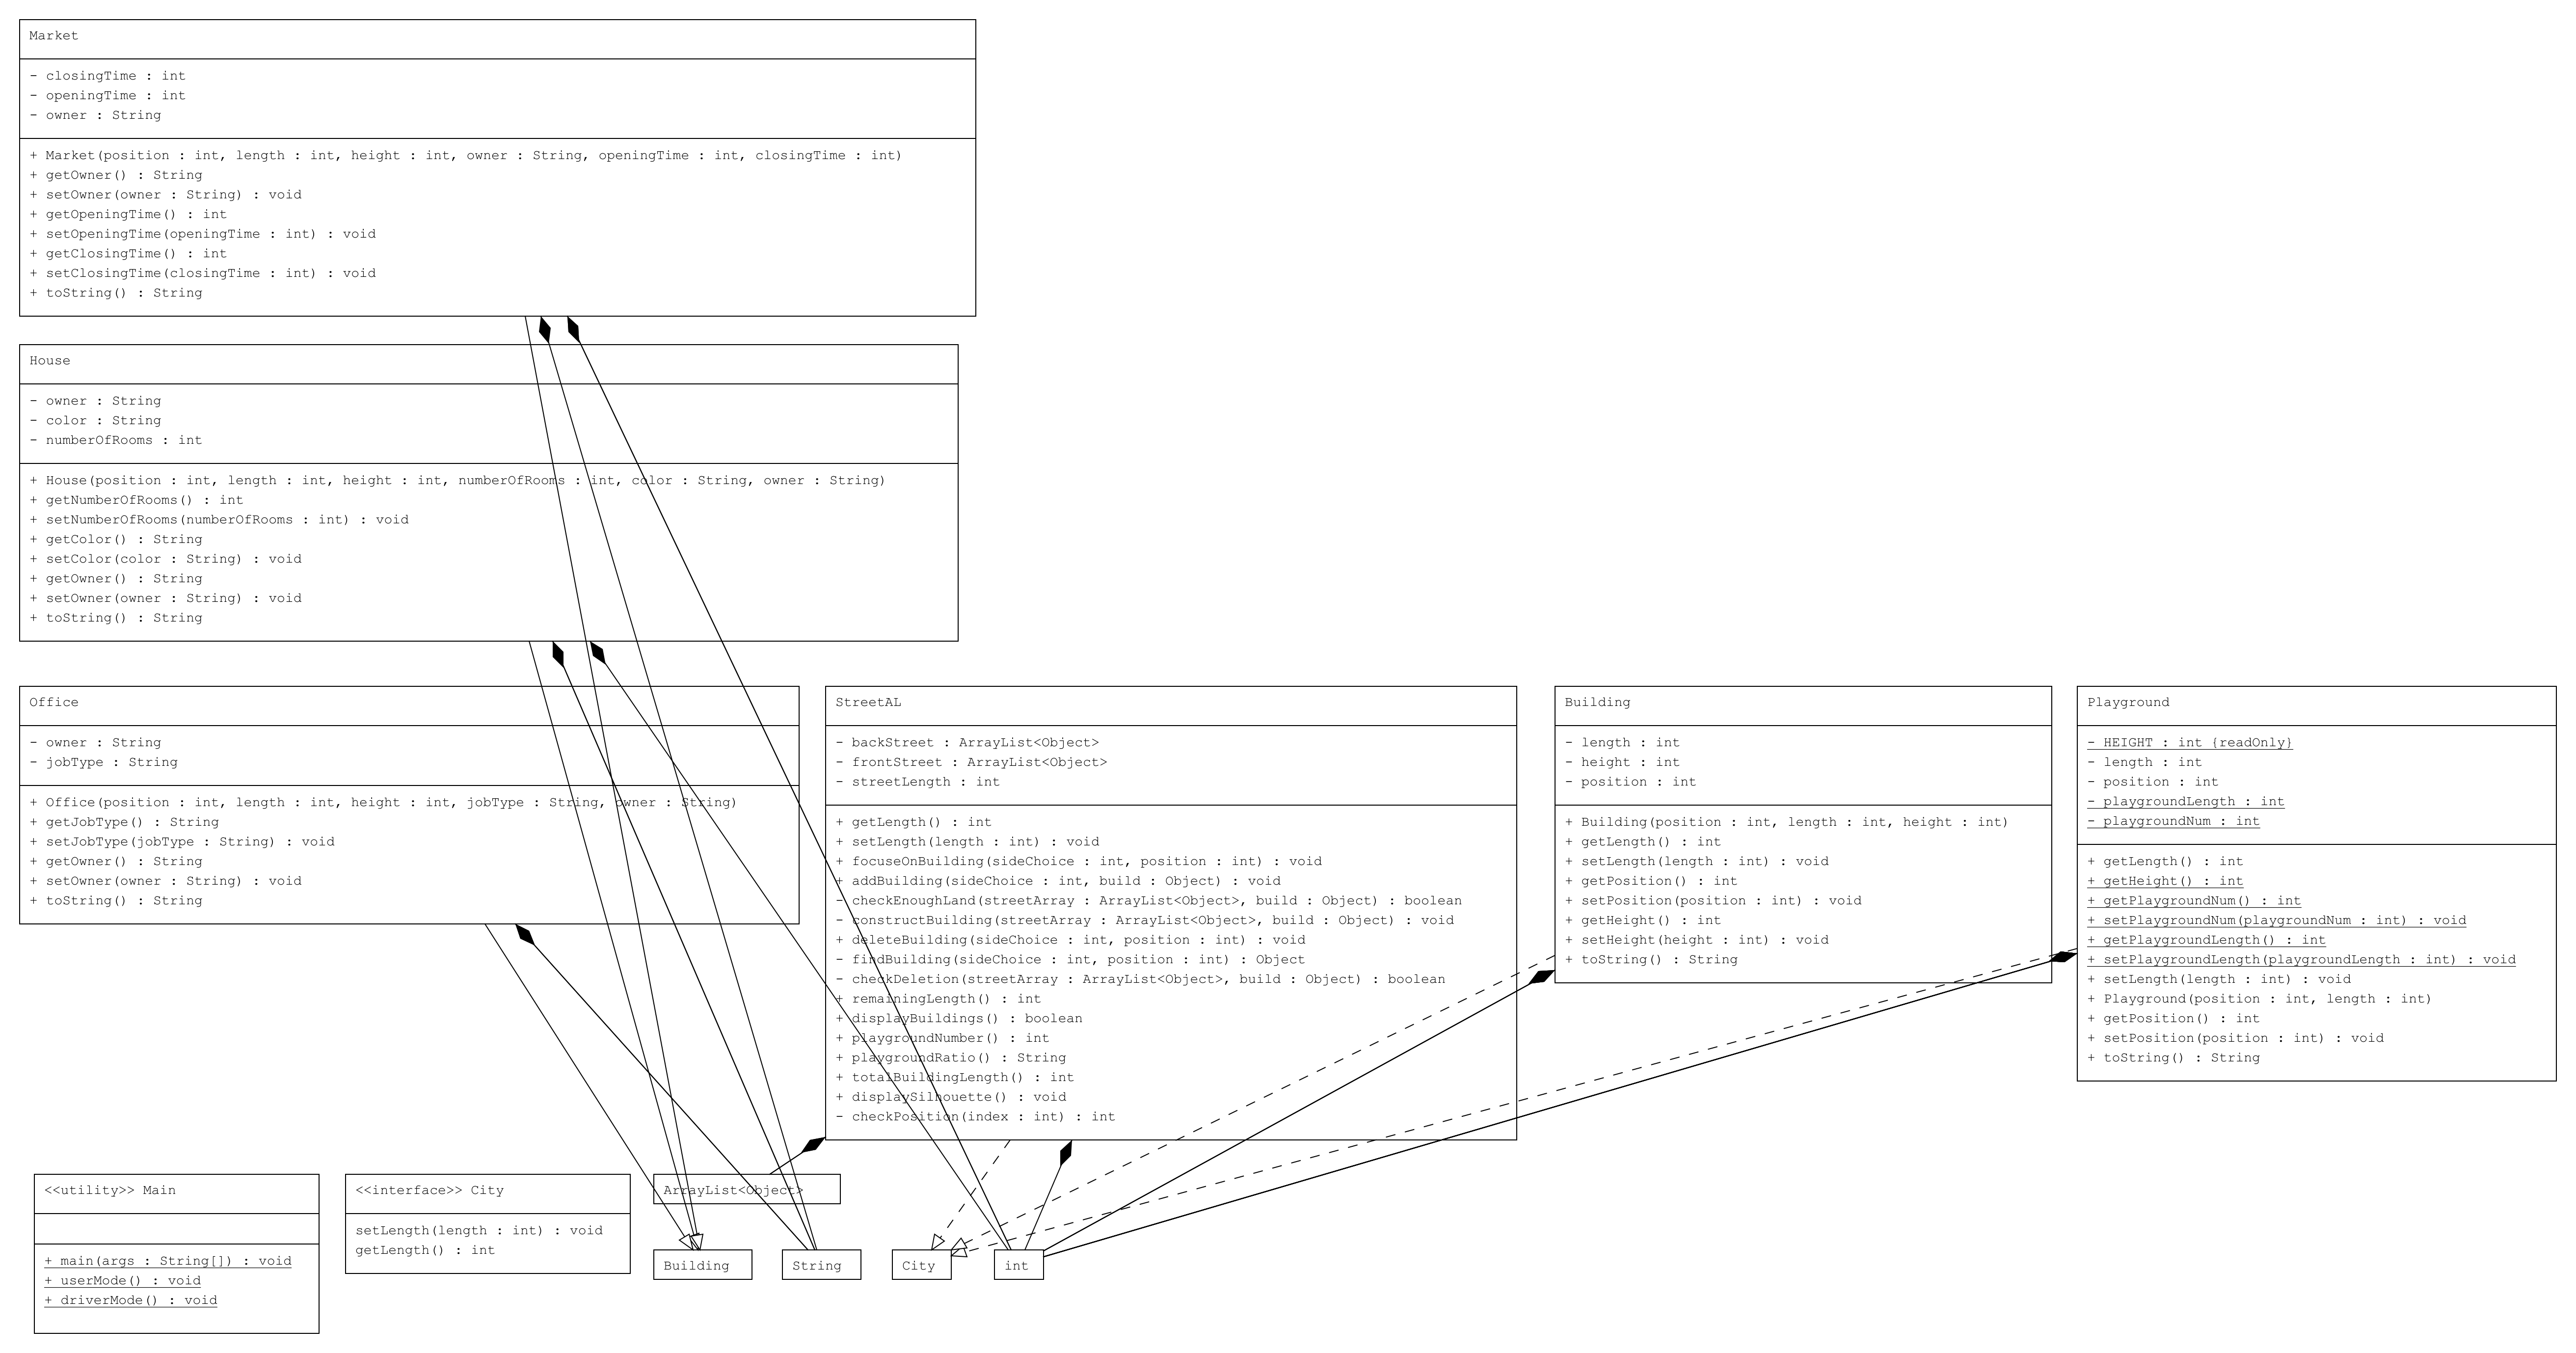 Market
- closingTime : int
- openingTime : int
- owner : String
+ Market(position : int, length : int, height : int, owner : String, openingTime : int, closingTime : int)
+ getOwner() : String
+ setOwner(owner : String) : void
+ getOpeningTime() : int
+ setOpeningTime(openingTime : int) : void
+ getClosingTime() : int
+ setClosingTime(closingTime : int) : void
+ toString() : String
House
- owner : String
- color : String
- numberOfRooms : int
+ House(position : int, length : int, height : int, numberOfRooms : int, color : String, owner : String)
+ getNumberOfRooms() : int
+ setNumberOfRooms(numberOfRooms : int) : void
+ getColor() : String
+ setColor(color : String) : void
+ getOwner() : String
+ setOwner(owner : String) : void
+ toString() : String
Office
- owner : String
- jobType : String
+ Office(position : int, length : int, height : int, jobType : String, owner : String)
+ getJobType() : String
+ setJobType(jobType : String) : void
+ getOwner() : String
+ setOwner(owner : String) : void
+ toString() : String
StreetAL
- backStreet : ArrayList<Object>
- frontStreet : ArrayList<Object>
- streetLength : int
+ getLength() : int
+ setLength(length : int) : void
+ focuseOnBuilding(sideChoice : int, position : int) : void
+ addBuilding(sideChoice : int, build : Object) : void
- checkEnoughLand(streetArray : ArrayList<Object>, build : Object) : boolean
- constructBuilding(streetArray : ArrayList<Object>, build : Object) : void
+ deleteBuilding(sideChoice : int, position : int) : void
- findBuilding(sideChoice : int, position : int) : Object
- checkDeletion(streetArray : ArrayList<Object>, build : Object) : boolean
+ remainingLength() : int
+ displayBuildings() : boolean
+ playgroundNumber() : int
+ playgroundRatio() : String
+ totalBuildingLength() : int
+ displaySilhouette() : void
- checkPosition(index : int) : int
Building
- length : int
- height : int
- position : int
+ Building(position : int, length : int, height : int)
+ getLength() : int
+ setLength(length : int) : void
+ getPosition() : int
+ setPosition(position : int) : void
+ getHeight() : int
+ setHeight(height : int) : void
+ toString() : String
Playground
- HEIGHT : int {readOnly}
- length : int
- position : int
- playgroundLength : int
- playgroundNum : int
+ getLength() : int
+ getHeight() : int
+ getPlaygroundNum() : int
+ setPlaygroundNum(playgroundNum : int) : void
+ getPlaygroundLength() : int
+ setPlaygroundLength(playgroundLength : int) : void
+ setLength(length : int) : void
+ Playground(position : int, length : int)
+ getPosition() : int
+ setPosition(position : int) : void
+ toString() : String
<<utility>> Main
+ main(args : String[]) : void
+ userMode() : void
+ driverMode() : void
<<interface>> City
setLength(length : int) : void
getLength() : int
ArrayList<Object>
Building
String
City
int